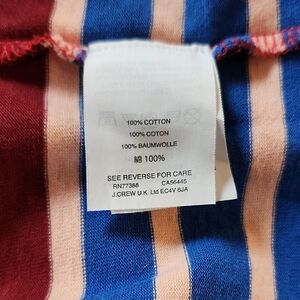 100% COTTON
100% COTON
100% BAUMWOLLE
綿 100%
SEE REVERSE FOR CARE
RN77388 CA56445
J.CREW U.K. Ltd EC4V 6JA